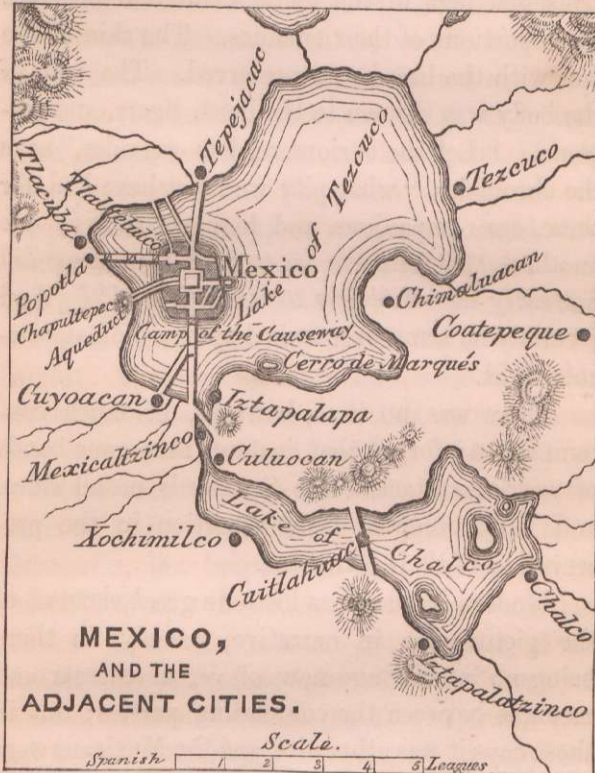 Tepejacac
Tezcuco
Lake of Tezcuco
Tlacuba
Tlaltelulco
Popotla
Mexico
Chapultepec
Aqueduct
Chimaluacan
Coatepeque
Camp of the Causeway
Cerro de Marqués
Cuyoacan
Iztapalapa
Mexicaltzinco
Culuocan
Xochimilco
Lake of
Chalco
Cuitlahuac
Chalco
Iztapalatzinco
MEXICO,
AND THE
ADJACENT CITIES.
Scale.
Spanish 1 2 3 4 5 Leagues